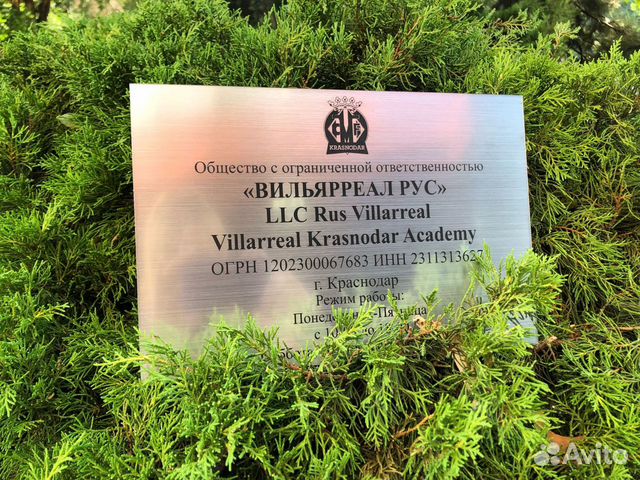 KRASNODAR
Общество с ограниченной ответственностью
«ВИЛЬЯРРЕАЛ РУС»
LLC Rus Villarreal
Villarreal Krasnodar Academy
ОГРН 1202300067683 ИНН 2311313627
г. Краснодар
Режим работы:
с
Avito